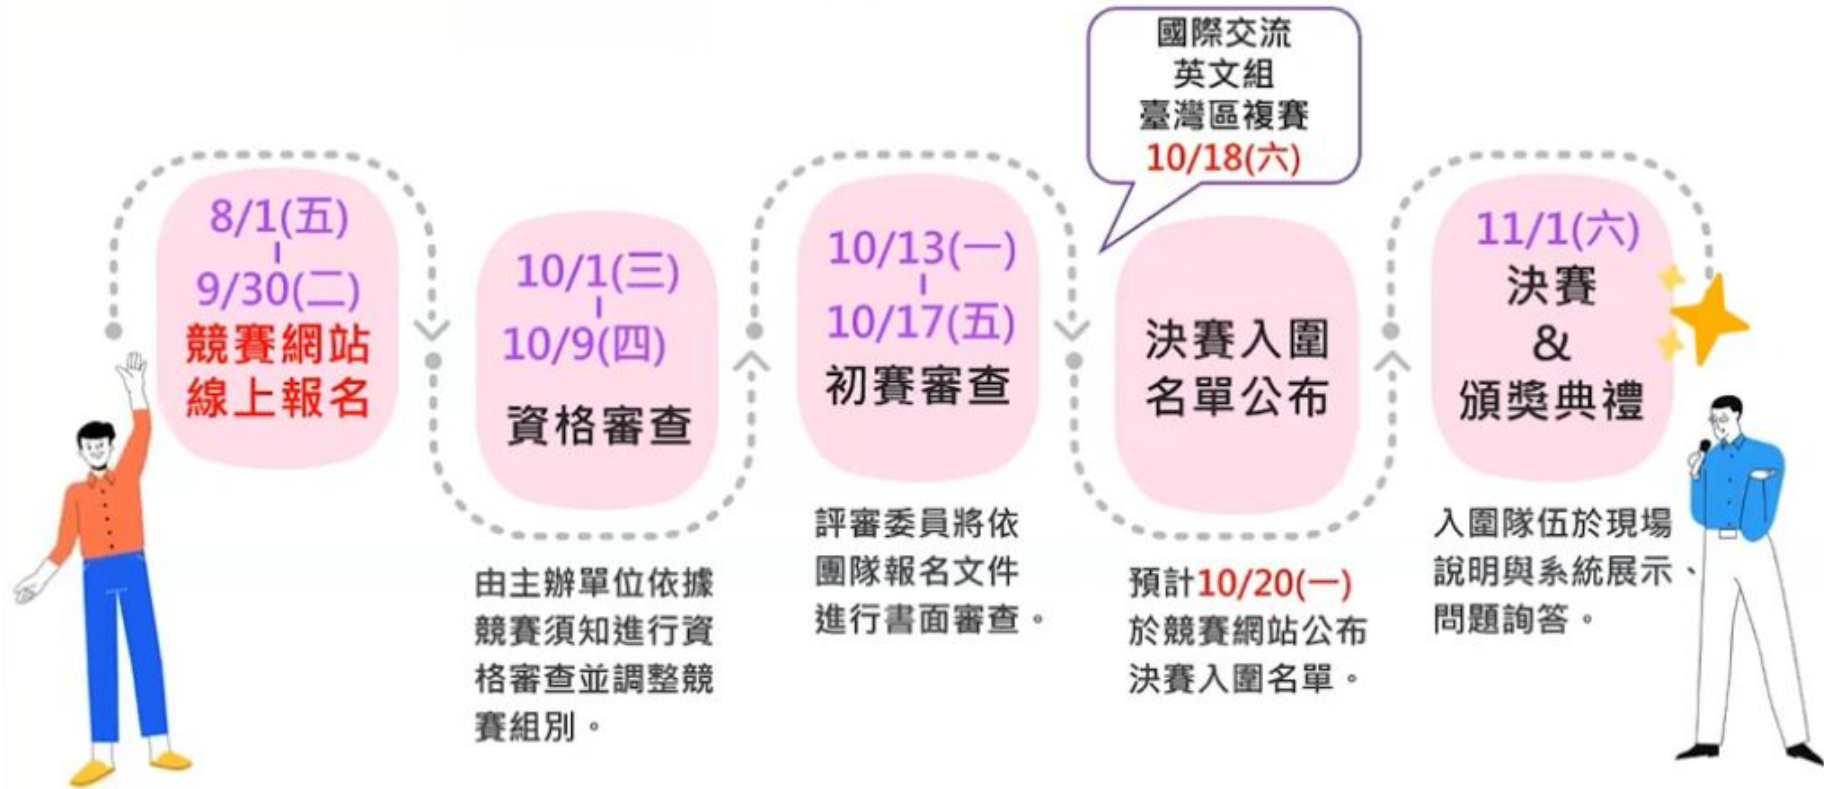 8/1(五)
|
9/30(二)
競賽網站
線上報名
10/1(三)
|
10/9(四)
資格審查
由主辦單位依據
競賽須知進行資
格審查並調整競
賽組別。
10/13(一)
|
10/17(五)
初賽審查
評審委員將依
團隊報名文件
進行書面審查。
國際交流
英文組
臺灣區複賽
10/18(六)
決賽入圍
名單公布
預計10/20(一)
於競賽網站公布
決賽入圍名單。
11/1(六)
決賽
&
頒獎典禮
入圍隊伍於現場
說明與系統展示、
問題詢答。